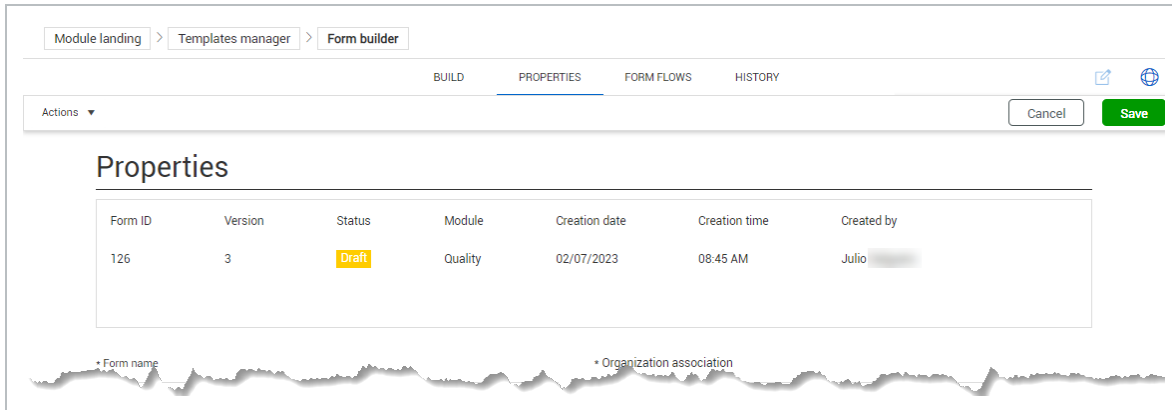 Module landing > Templates manager > Form builder
BUILD PROPERTIES FORM FLOWS HISTORY
Actions ▼ Cancel Save
Properties
Form ID Version Status Module Creation date Creation time Created by
126 3 Draft Quality 02/07/2023 08:45 AM Julio
* Form name * Organization association